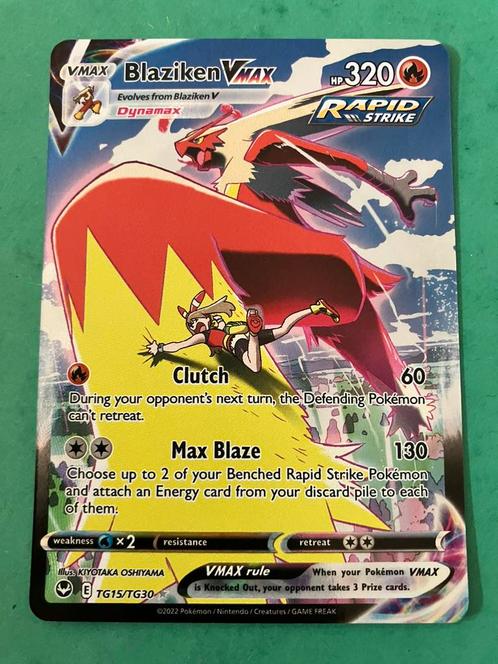 VMAX
Blaziken VMAX
HP 320
Evolves from Blaziken V
Dynamax
RAPID
STRIKE
Clutch 60
During your opponent's next turn, the Defending Pokémon
can't retreat.
Max Blaze 130
Choose up to 2 of your Benched Rapid Strike Pokémon
and attach an Energy card from your discard pile to each
of them.
weakness ×2 resistance retreat
Illus. KIYOTAKA OSHIYAMA
E TG15/TG30
VMAX rule When your Pokémon VMAX
is Knocked Out, your opponent takes 3 Prize cards.
©2022 Pokémon / Nintendo / Creatures / GAME FREAK